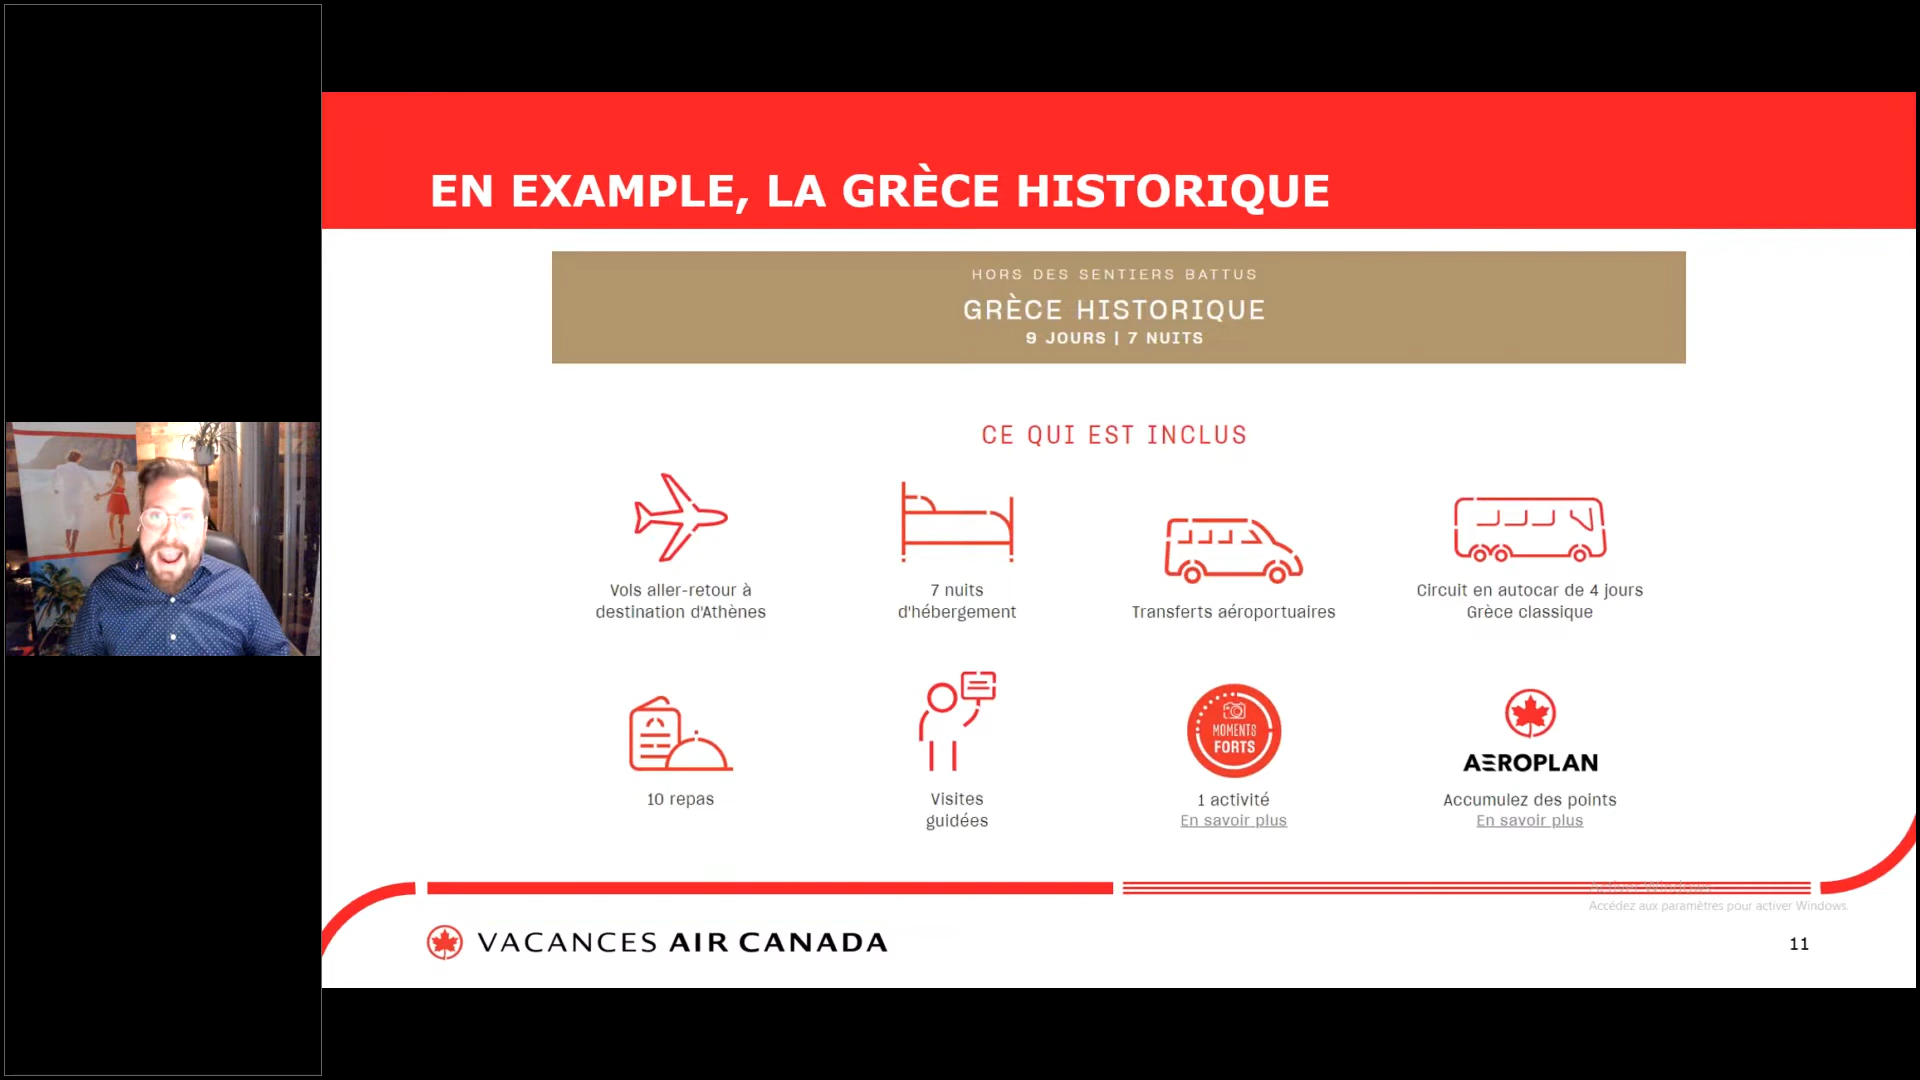 EN EXAMPLE, LA GRÈCE HISTORIQUE
HORS DES SENTIERS BATTUS
GRÈCE HISTORIQUE
9 JOURS | 7 NUITS
CE QUI EST INCLUS
Vols aller-retour à
destination d'Athènes
7 nuits
d'hébergement
Transferts aéroportuaires
Circuit en autocar de 4 jours
Grèce classique
10 repas
Visites
guidées
MOMENTS
FORTS
1 activité
En savoir plus
AEROPLAN
Accumulez des points
En savoir plus
Activer Windows
Accédez aux paramètres pour activer Windows.
VACANCES AIR CANADA
11